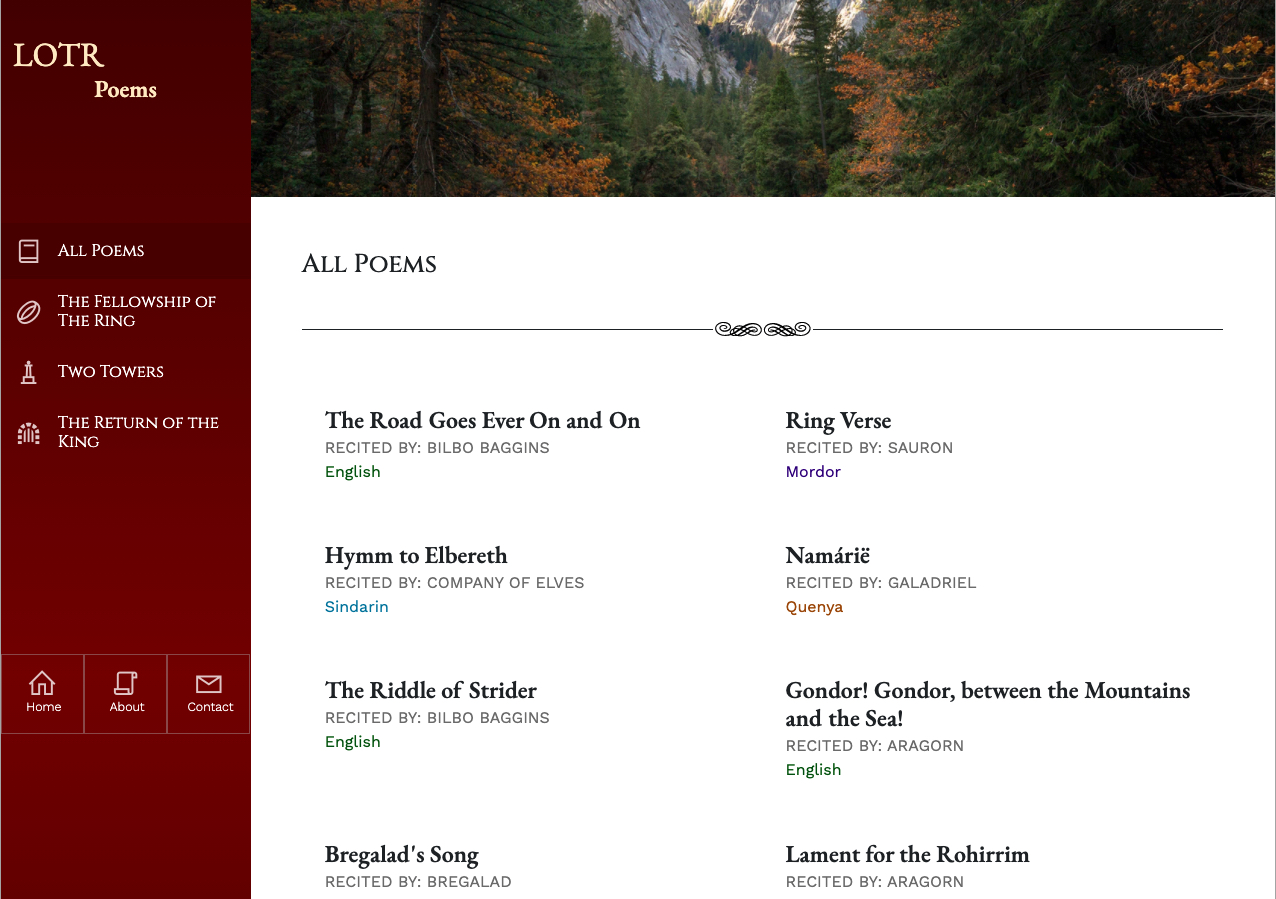 LOTR
Poems
All Poems
The Fellowship of
The Ring
Two Towers
The Return of the
King
Home
About
Contact
All Poems
The Road Goes Ever On and On
RECITED BY: BILBO BAGGINS
English
Ring Verse
RECITED BY: SAURON
Mordor
Hymm to Elbereth
RECITED BY: COMPANY OF ELVES
Sindarin
Namárië
RECITED BY: GALADRIEL
Quenya
The Riddle of Strider
RECITED BY: BILBO BAGGINS
English
Gondor! Gondor, between the Mountains
and the Sea!
RECITED BY: ARAGORN
English
Bregalad's Song
RECITED BY: BREGALAD
Lament for the Rohirrim
RECITED BY: ARAGORN